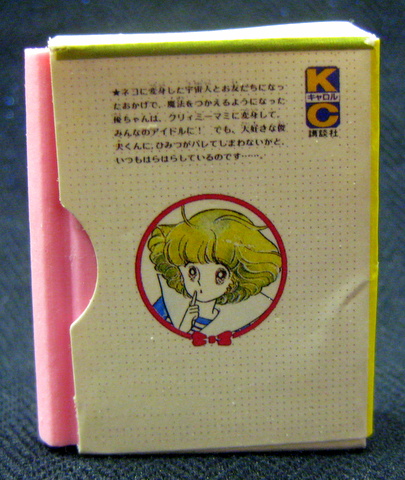 ★ネコに変身した宇宙人とお友だちになっ
たおかげで、魔法をつかえるようになった
優ちゃんは、クリィミーマミに変身して、
みんなのアイドルに！ でも、大好きな俊
夫くんに、ひみつがバレてしまわないかと、
いつもはらはらしているのです……。
K
キャロル
C
講談社